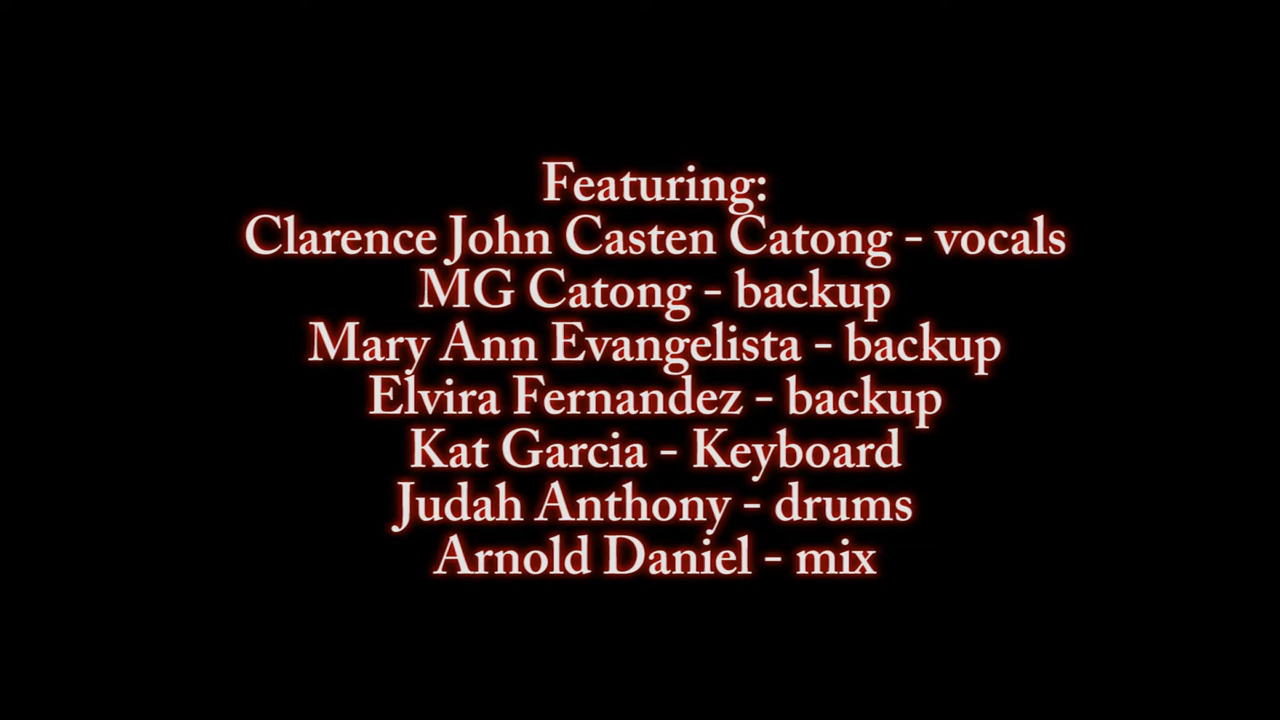 Featuring:
Clarence John Casten Catong - vocals
MG Catong - backup
Mary Ann Evangelista - backup
Elvira Fernandez - backup
Kat Garcia - Keyboard
Judah Anthony - drums
Arnold Daniel - mix